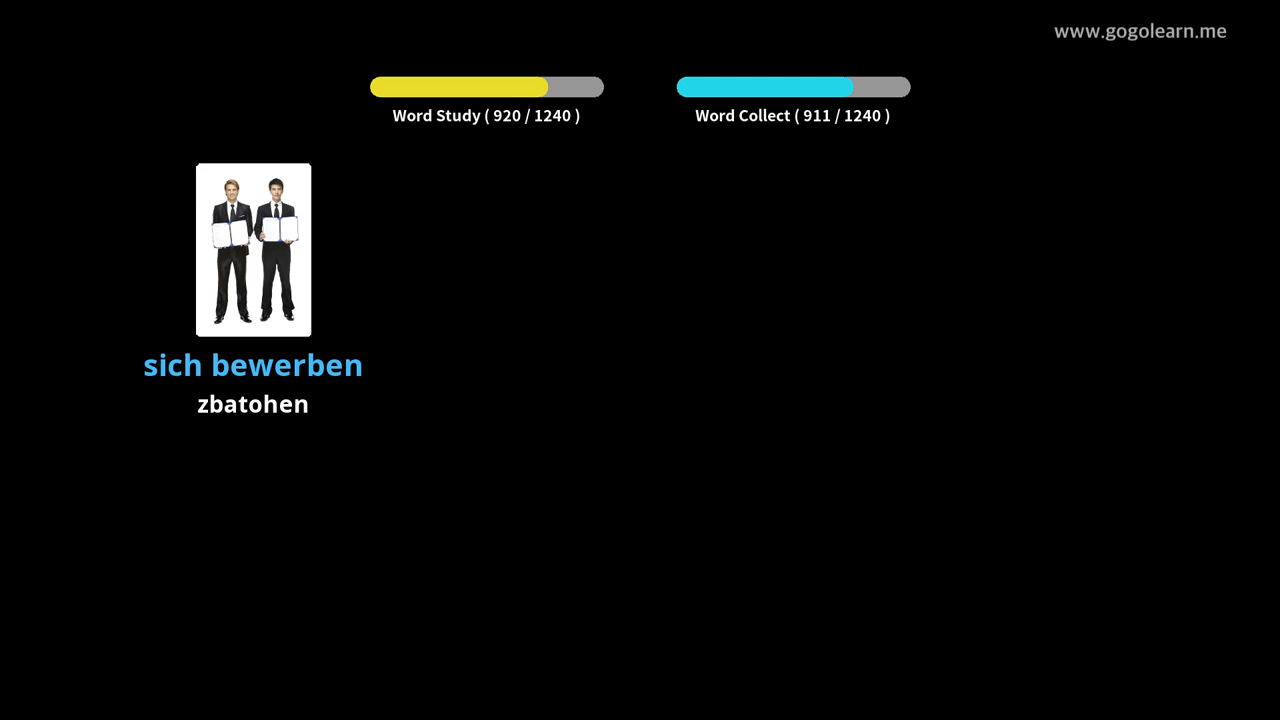 www.gogolearn.me
Word Study ( 920 / 1240 )
Word Collect ( 911 / 1240 )
sich bewerben
zbatohen